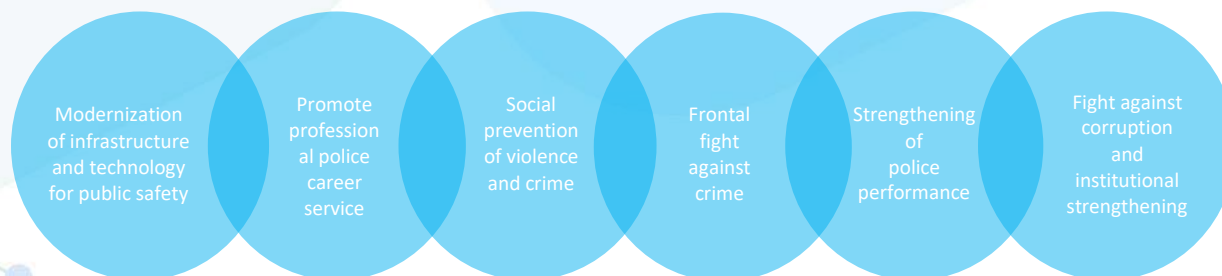 Modernization
of infrastructure
and technology
for public safety
Promote
profession
al police
career
service
Social
prevention
of violence
and crime
Frontal
fight
against
crime
Strengthening
of
police
performance
Fight against
corruption
and
institutional
strengthening